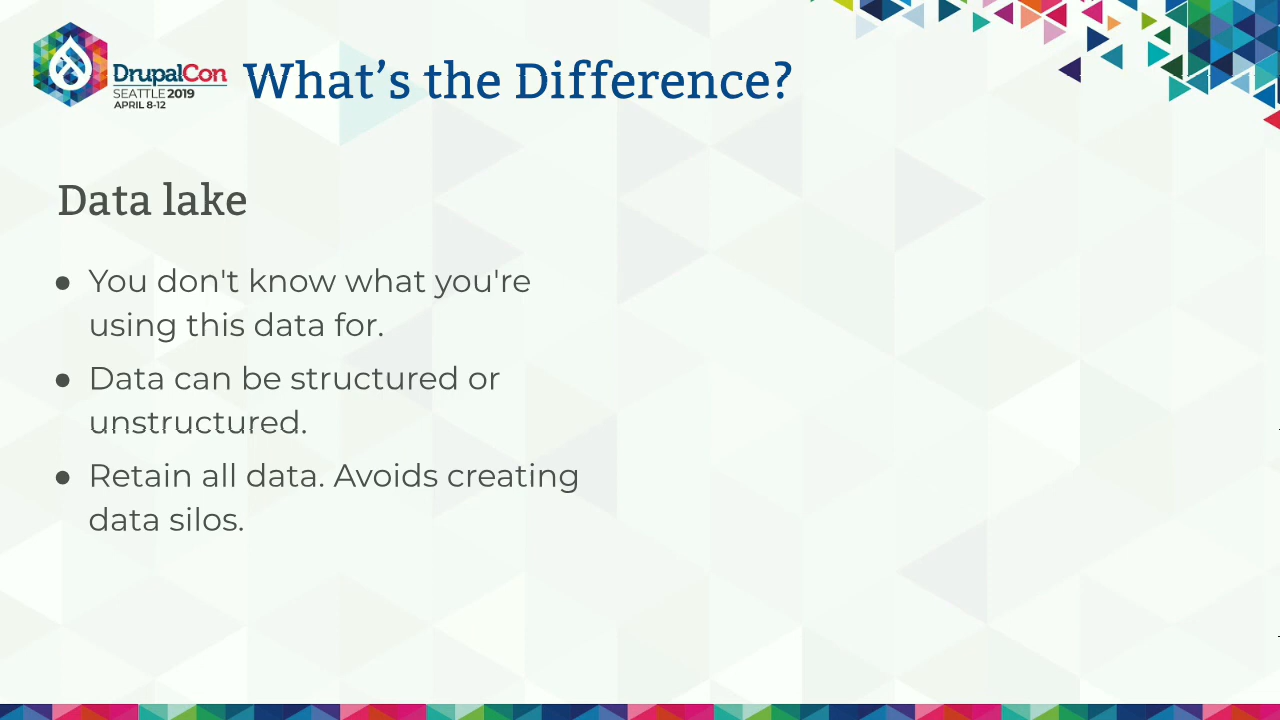 DrupalCon
SEATTLE 2019
APRIL 8-12
What’s the Difference?
Data lake
● You don't know what you're
using this data for.
● Data can be structured or
unstructured.
● Retain all data. Avoids creating
data silos.